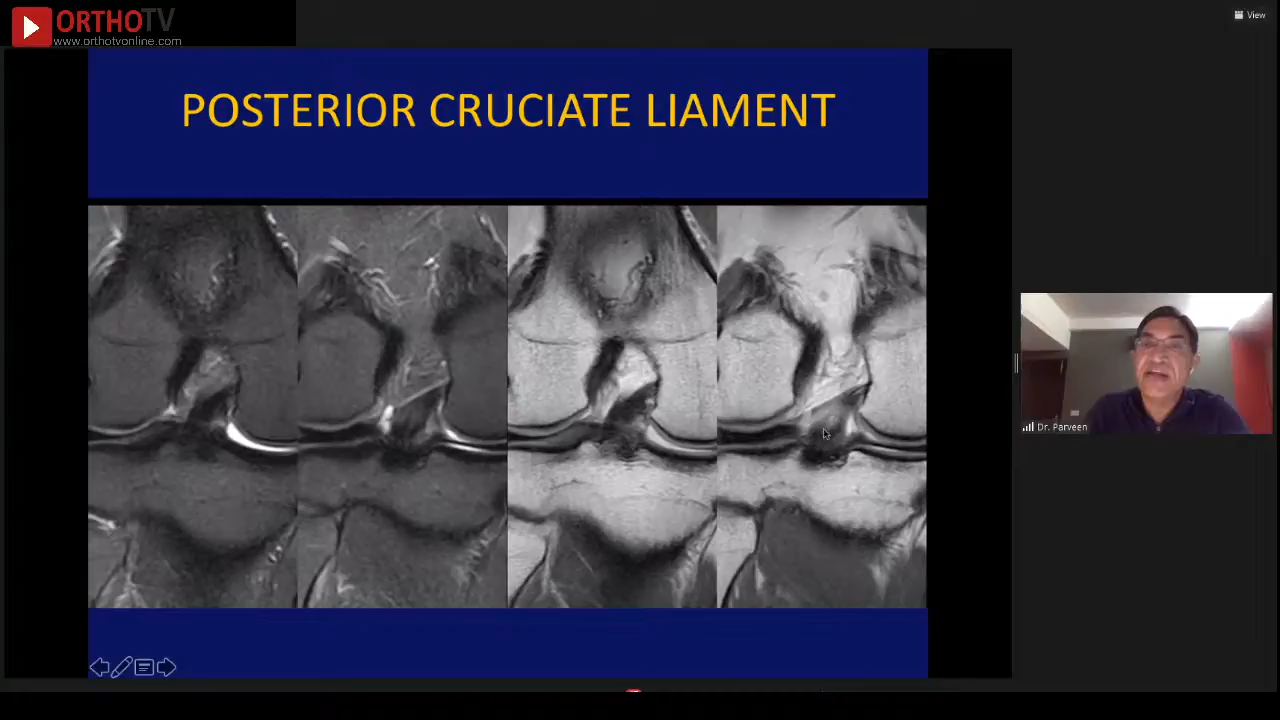 ORTHOTV
www.orthotvonline.com
View
POSTERIOR CRUCIATE LIAMENT
Dr. Parveen